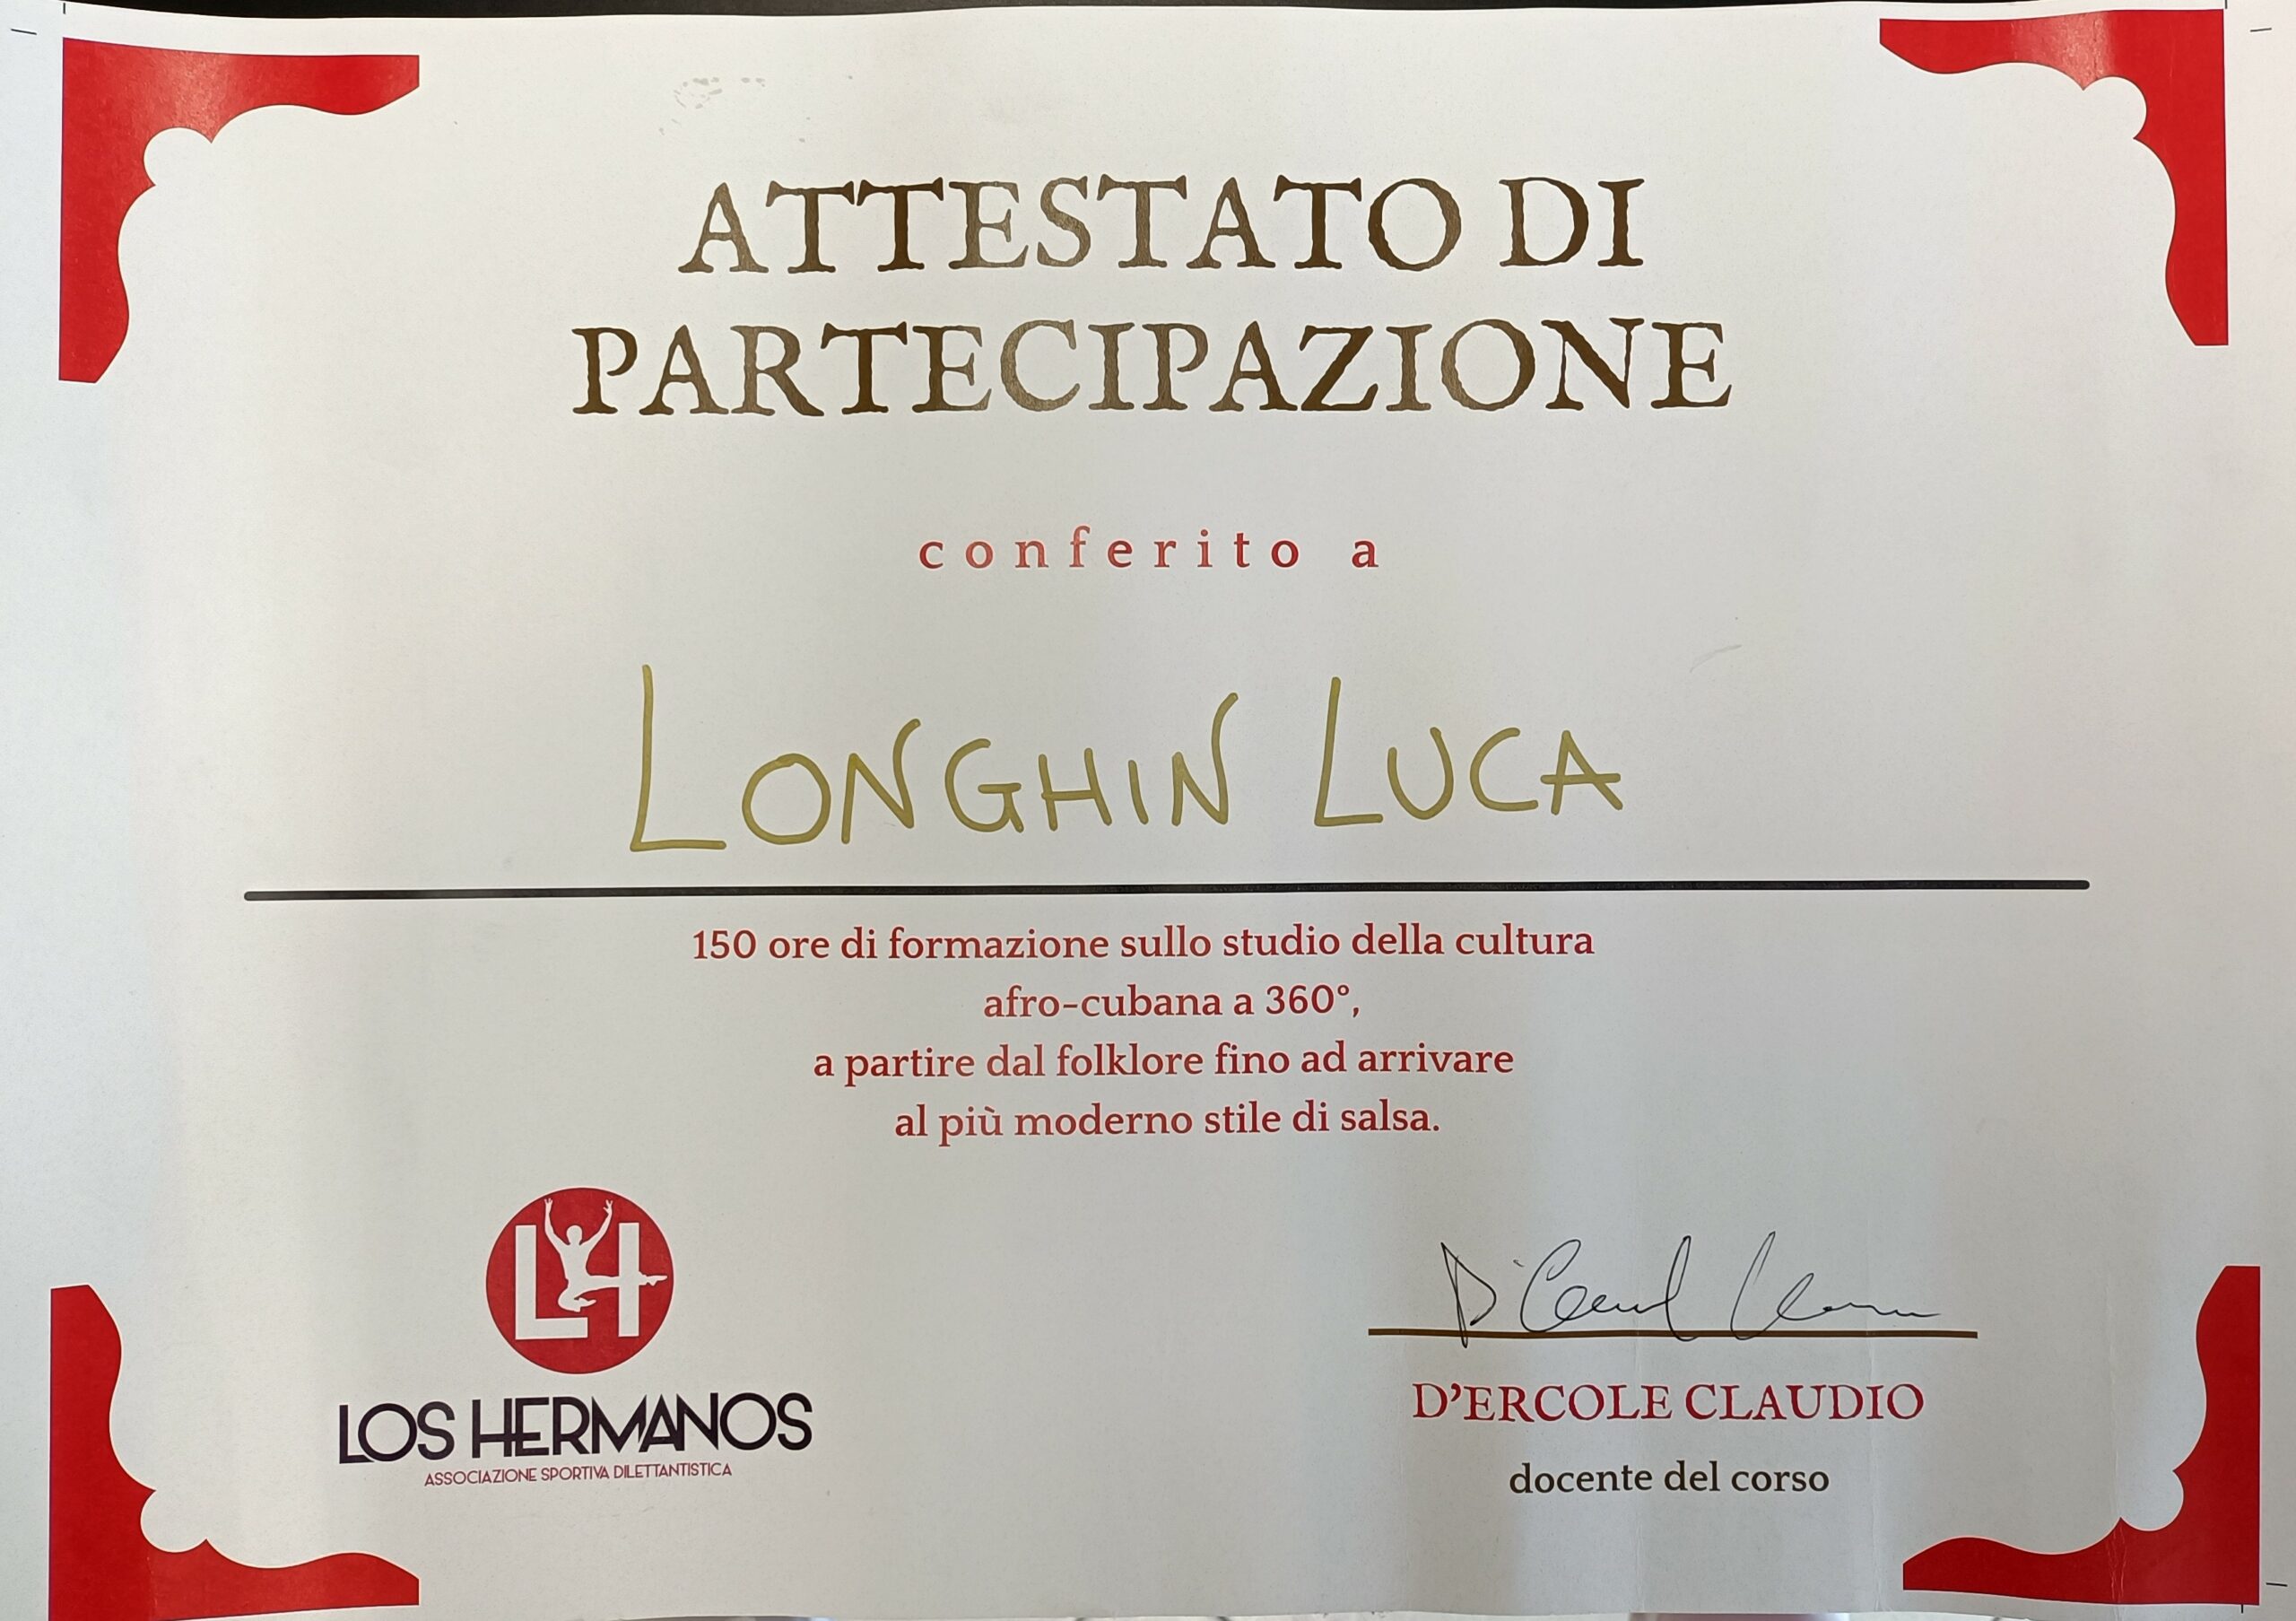 ATTESTATO DI
PARTECIPAZIONE
conferito a
LONGHIN LUCA
150 ore di formazione sullo studio della cultura
afro-cubana a 360°,
a partire dal folklore fino ad arrivare
al più moderno stile di salsa.
LH
LOS HERMANOS
ASSOCIAZIONE SPORTIVA DILETTANTISTICA
D'ERCOLE CLAUDIO
docente del corso